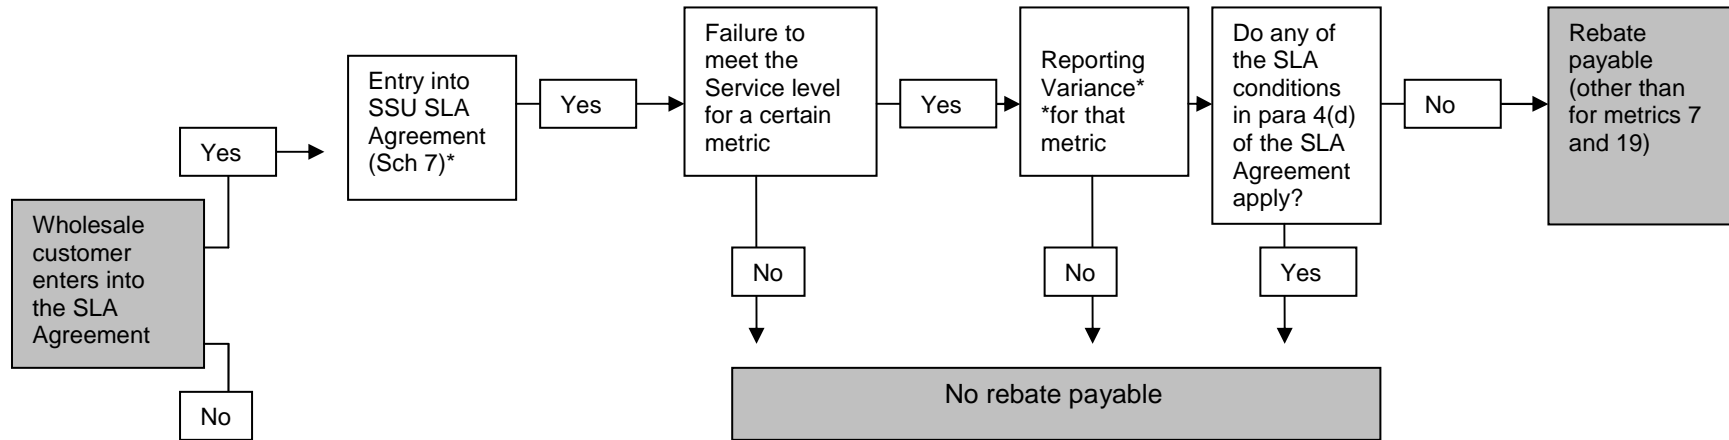 Wholesale
customer
enters into
the SLA
Agreement
Yes
No
Entry into
SSU SLA
Agreement
(Sch 7)*
Yes
Failure to
meet the
Service level
for a certain
metric
Yes
No
Reporting
Variance*
*for that
metric
No
Do any of
the SLA
conditions
in para 4(d)
of the SLA
Agreement
apply?
No
Yes
Rebate
payable
(other than
for metrics 7
and 19)
No rebate payable